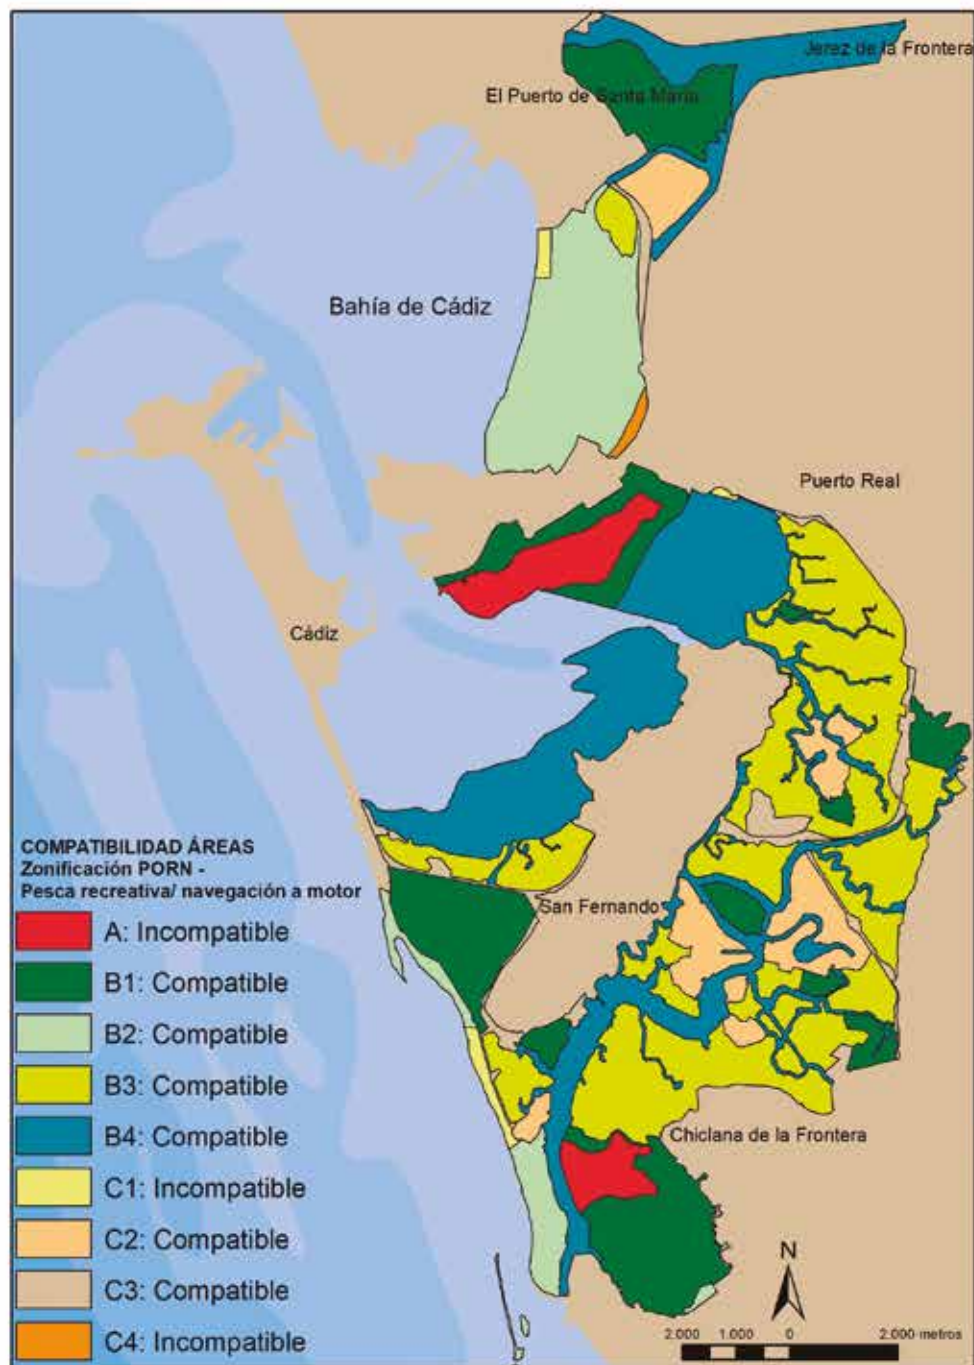 Jerez de la Frontera
El Puerto de Santa María
Bahía de Cádiz
Puerto Real
Cádiz
San Fernando
Chiclana de la Frontera
COMPATIBILIDAD ÁREAS
Zonificación PORN -
Pesca recreativa/ navegación a motor
A: Incompatible
B1: Compatible
B2: Compatible
B3: Compatible
B4: Compatible
C1: Incompatible
C2: Compatible
C3: Compatible
C4: Incompatible
N
2.000 1.000 0 2.000 metros